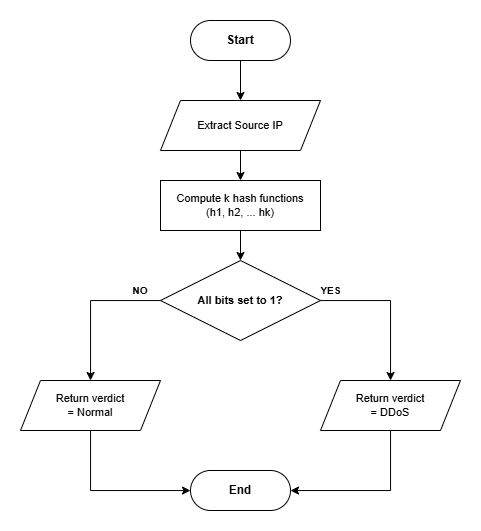 Start
Extract Source IP
Compute k hash functions
(h1, h2, ... hk)
All bits set to 1?
NO
YES
Return verdict
= Normal
Return verdict
= DDoS
End